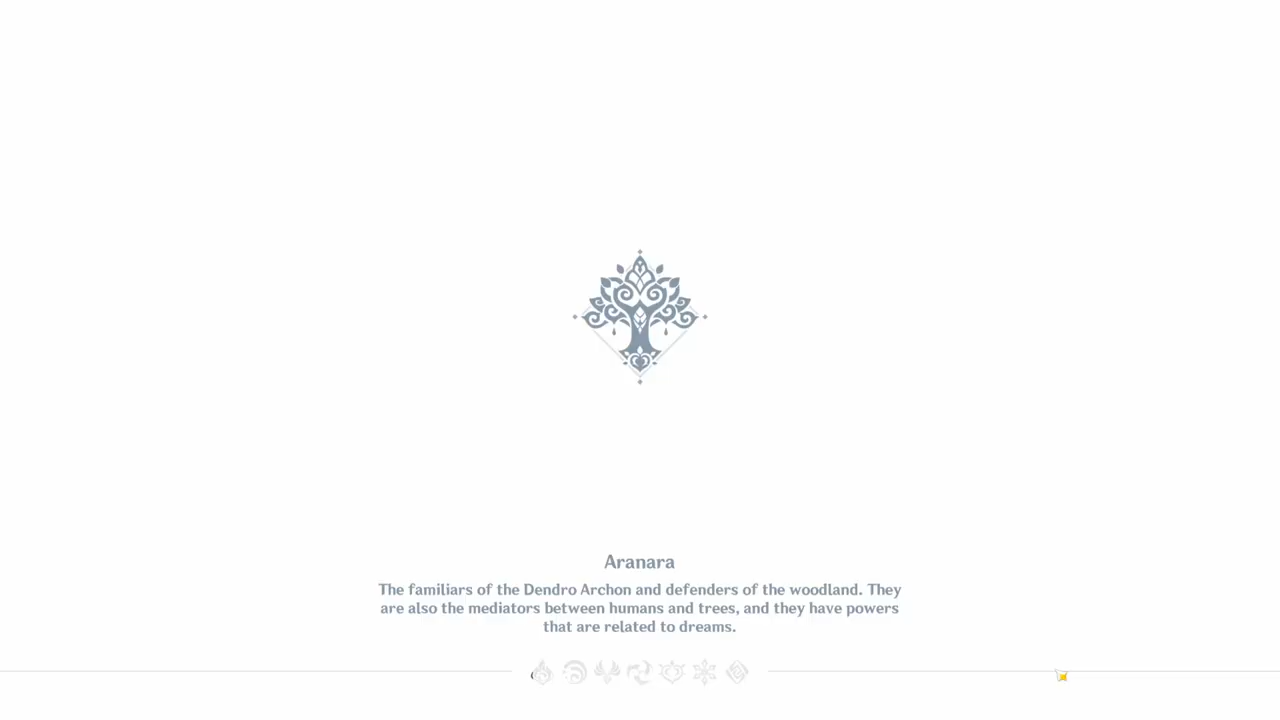 Aranara
The familiars of the Dendro Archon and defenders of the woodland. They
are also the mediators between humans and trees, and they have powers
that are related to dreams.